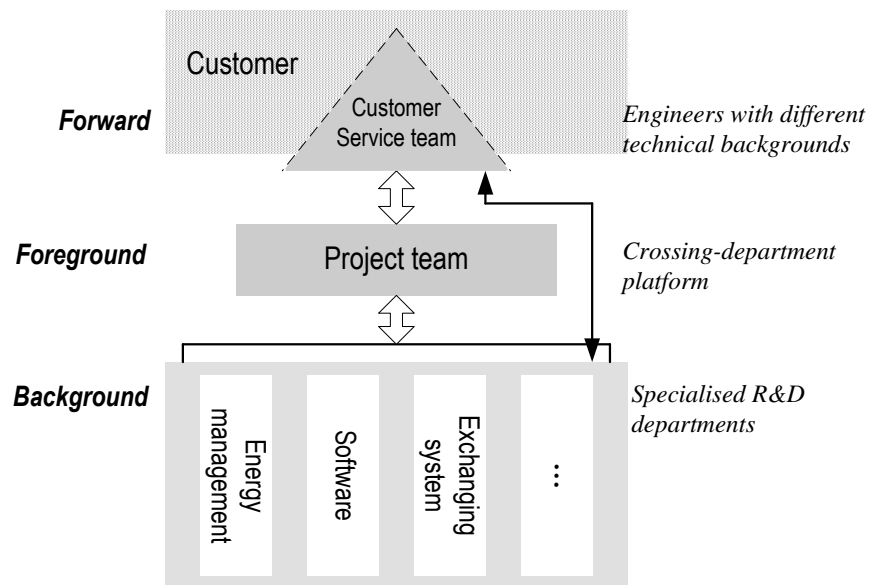 Customer
Customer
Service team
Forward
Engineers with different
technical backgrounds
Foreground
Project team
Crossing-department
platform
Background
Specialised R&D
departments
Energy
management
Software
Exchanging
system
...